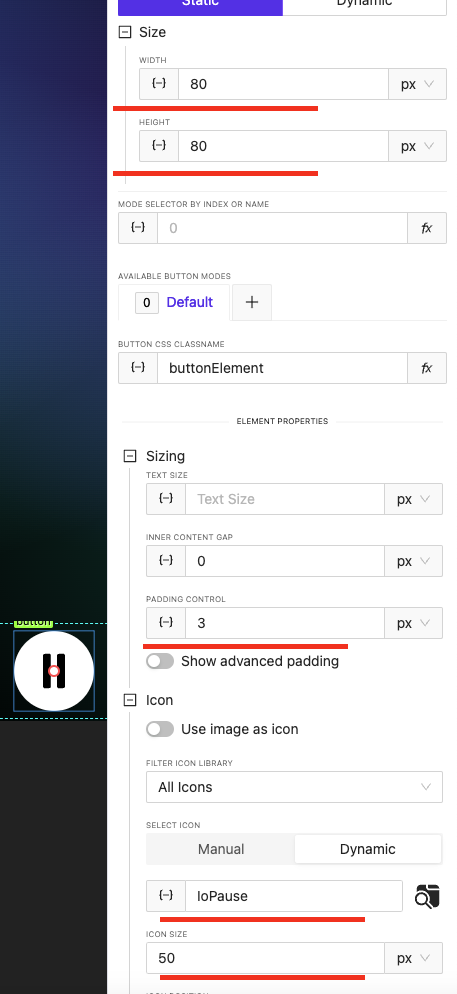 Static
Dynamic
Size
WIDTH
{–}
80
px
HEIGHT
{–}
80
px
MODE SELECTOR BY INDEX OR NAME
{–}
0
fx
AVAILABLE BUTTON MODES
0
Default
+
BUTTON CSS CLASSNAME
{–}
buttonElement
fx
ELEMENT PROPERTIES
Sizing
TEXT SIZE
{–}
Text Size
px
INNER CONTENT GAP
{–}
0
px
PADDING CONTROL
{–}
3
px
button
Show advanced padding
Icon
Use image as icon
FILTER ICON LIBRARY
All Icons
SELECT ICON
Manual
Dynamic
{–}
IoPause
ICON SIZE
50
px
ICON POSITION